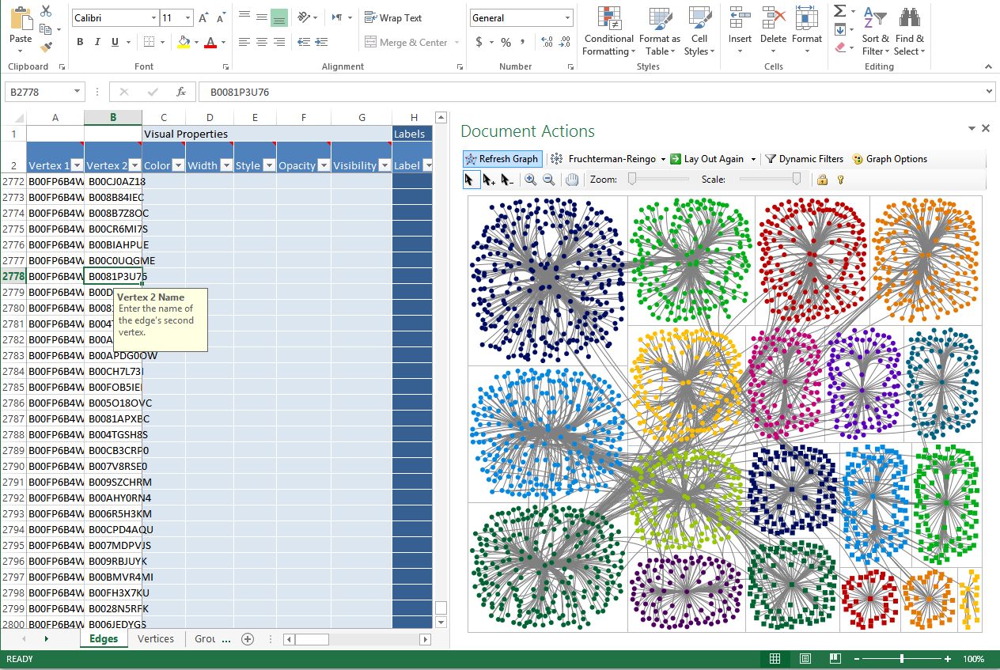 Calibri 11 Wrap Text General
Paste B I U Merge & Center $ % , Conditional Formatting Format as Table Cell Styles Insert Delete Format Sort & Filter Find & Select
Clipboard Font Alignment Number Styles Cells Editing
B2778 fx B0081P3U76
A B C D E F G H
1 Visual Properties Labels
2 Vertex 1 Vertex 2 Color Width Style Opacity Visibility Label
2772 B00FP6B4W B00CJ0AZ18
2773 B00FP6B4W B008B84IEC
2774 B00FP6B4W B008B7Z8OC
2775 B00FP6B4W B00CR6MI7S
2776 B00FP6B4W B00BIAHPUE
2777 B00FP6B4W B00C0UQGME
2778 B00FP6B4W B0081P3U76
2779 B00FP6B4W B00D
2780 B00FP6B4W B008
2781 B00FP6B4W B004
2782 B00FP6B4W B00A
2783 B00FP6B4W B00APDG0OW
2784 B00FP6B4W B00CH7L73I
2785 B00FP6B4W B00FOB5IEI
2786 B00FP6B4W B005O18OVC
2787 B00FP6B4W B0081APXBC
2788 B00FP6B4W B004TGSH8S
2789 B00FP6B4W B00CB3CRP0
2790 B00FP6B4W B007V8RSE0
2791 B00FP6B4W B009SZCHRM
2792 B00FP6B4W B00AHY0RN4
2793 B00FP6B4W B006R5H3KM
2794 B00FP6B4W B00CPD4AQU
2795 B00FP6B4W B007MDPVJS
2796 B00FP6B4W B009RBJUYK
2797 B00FP6B4W B00BMVR4MI
2798 B00FP6B4W B00FH3X7KU
2799 B00FP6B4W B0028N5RFK
2800 B00FP6B4W B006JEDYGS
Vertex 2 Name
Enter the name of
the edge's second
vertex.
Edges Vertices Grou ...
Document Actions
Refresh Graph Fruchterman-Reingo Lay Out Again Dynamic Filters Graph Options
Zoom: Scale:
READY 100%